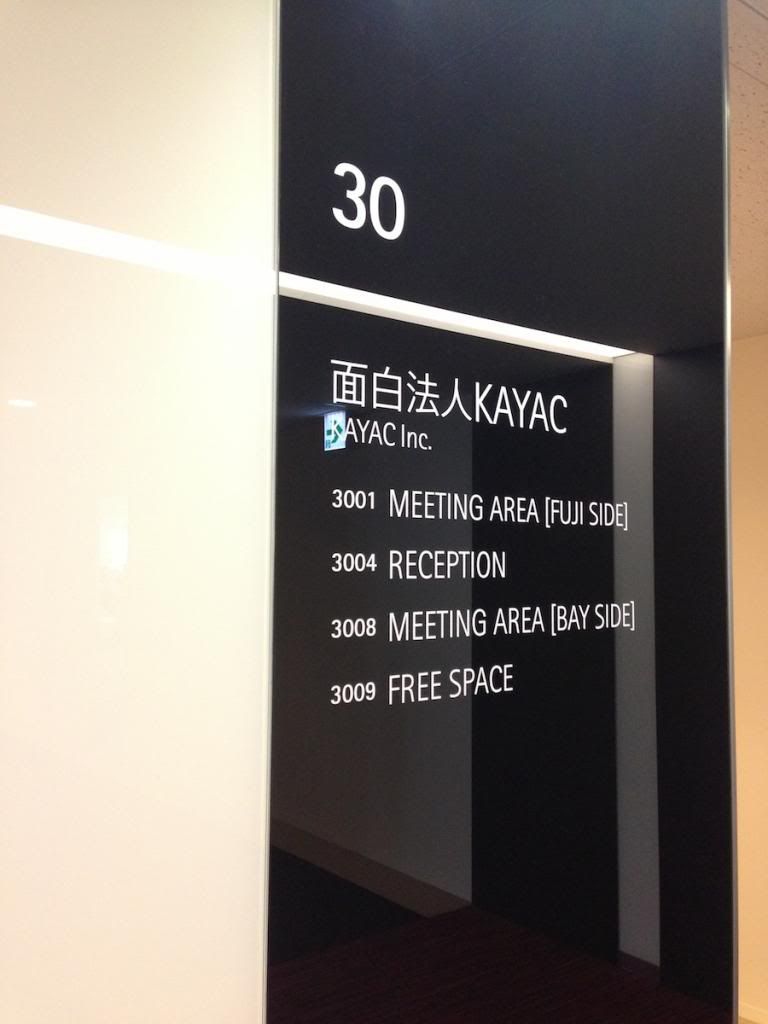 30
面白法人KAYAC
KAYAC Inc.
3001 MEETING AREA [FUJI SIDE]
3004 RECEPTION
3008 MEETING AREA [BAY SIDE]
3009 FREE SPACE